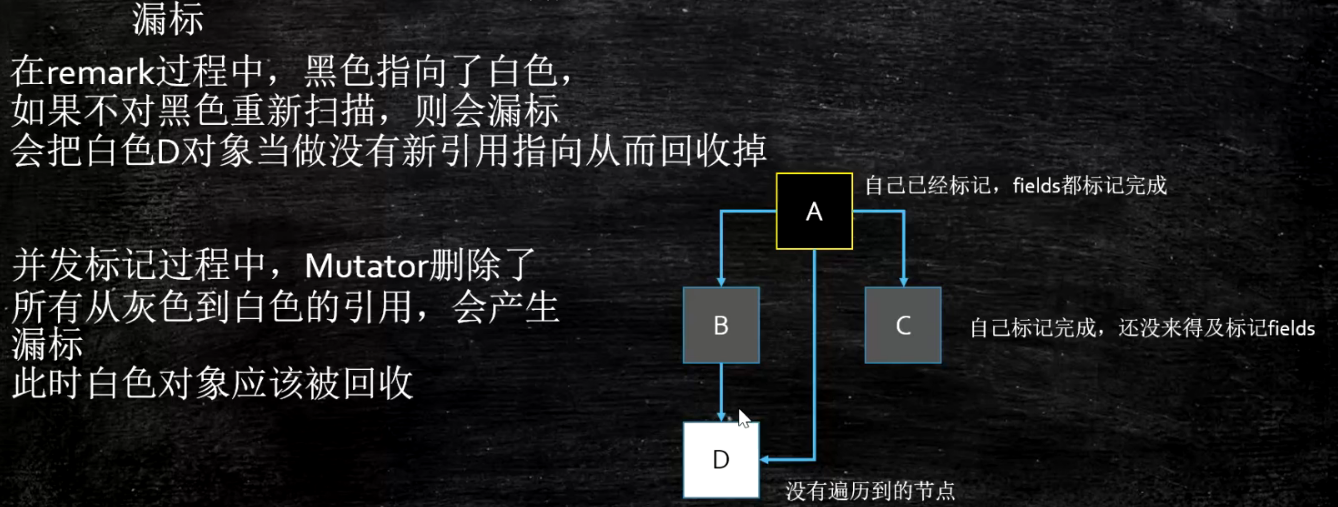 漏标
在remark过程中，黑色指向了白色，
如果不对黑色重新扫描，则会漏标
会把白色D对象当做没有新引用指向从而回收掉
A
自己已经标记，fields都标记完成
并发标记过程中，Mutator删除了
所有从灰色到白色的引用，会产生
漏标
此时白色对象应该被回收
B
C
自己标记完成，还没来得及标记fields
D
没有遍历到的节点